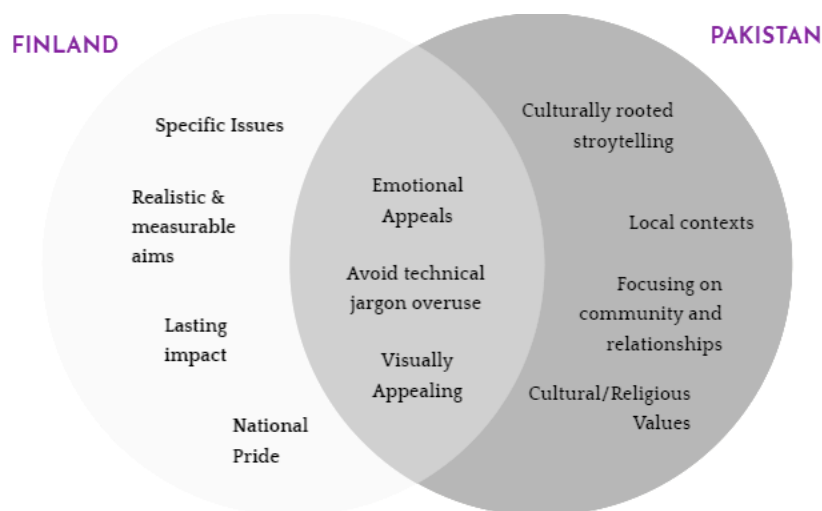 FINLAND
PAKISTAN
Specific Issues
Realistic &
measurable
aims
Lasting
impact
National
Pride
Emotional
Appeals
Avoid technical
jargon overuse
Visually
Appealing
Culturally rooted
stroytelling
Local contexts
Focusing on
community and
relationships
Cultural/Religious
Values